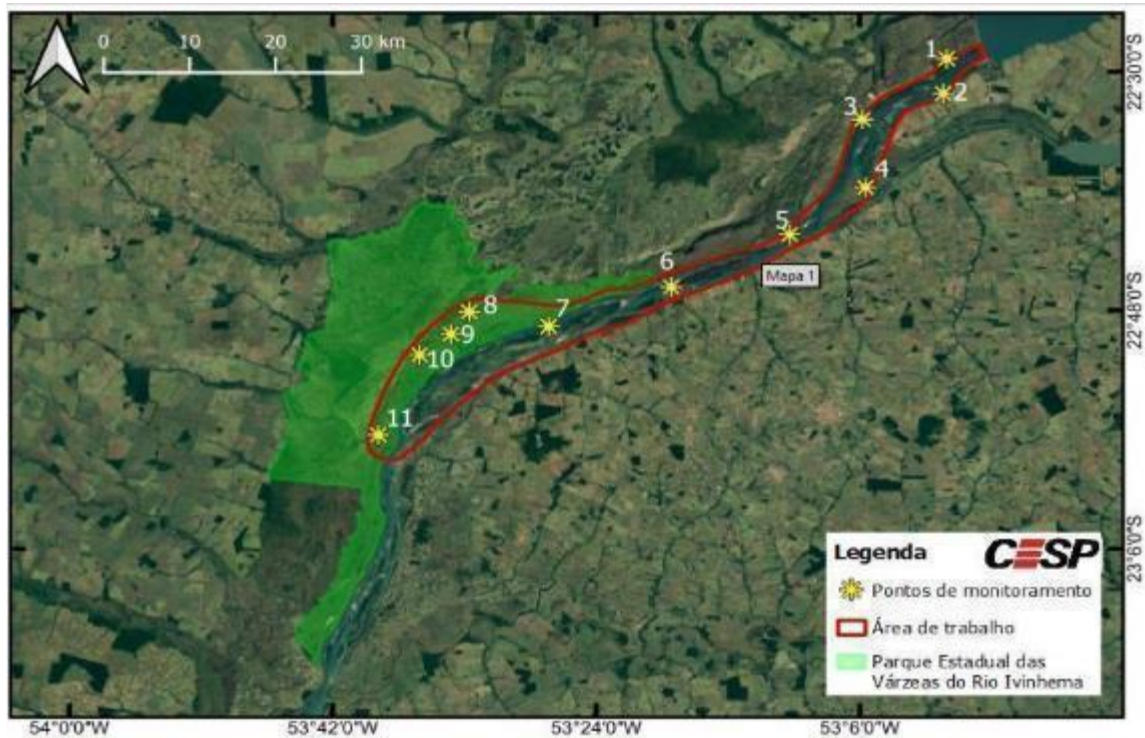 0 10 20 30 km
1
2
3
4
5
Mapa 1
6
7
8
9
10
11
22°30'0"S
22°48'0"S
23°6'0"S
Legenda
CESP
Pontos de monitoramento
Área de trabalho
Parque Estadual das
Várzeas do Rio Ivinhema
54°0'0"W 53°42'0"W 53°24'0"W 53°6'0"W